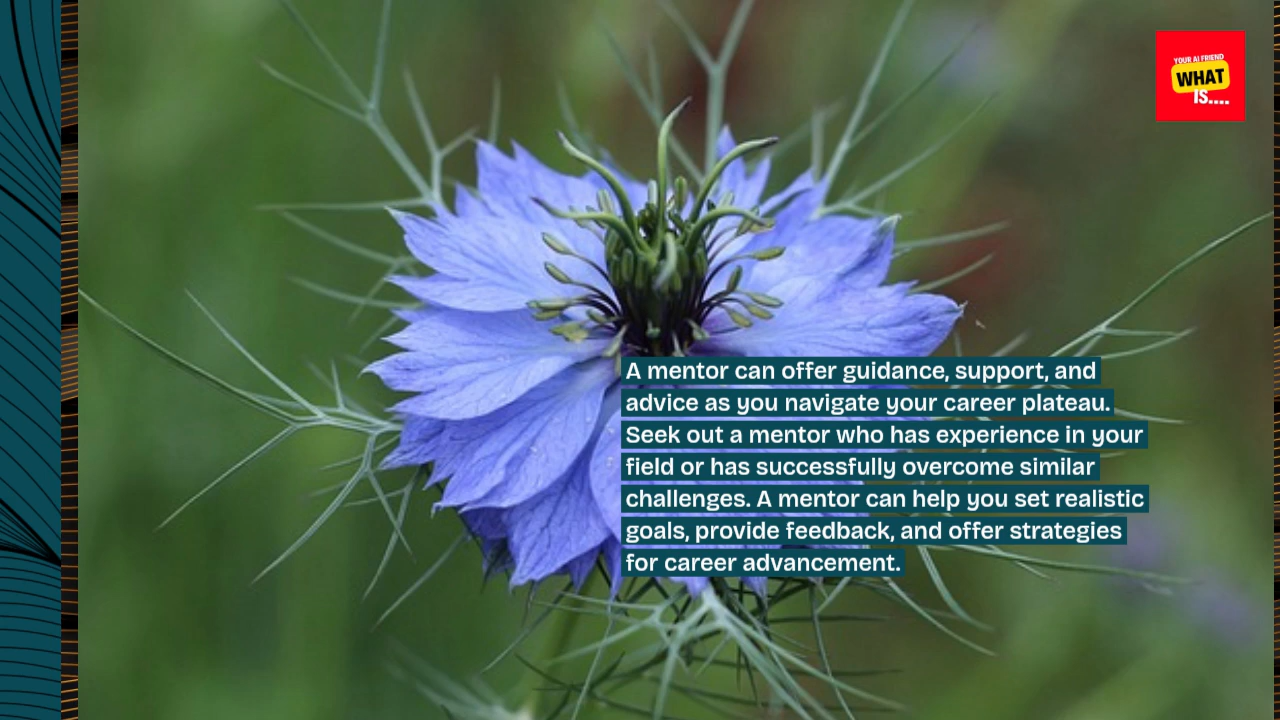 YOUR AI FRIEND
WHAT
IS....
A mentor can offer guidance, support, and
advice as you navigate your career plateau.
Seek out a mentor who has experience in your
field or has successfully overcome similar
challenges. A mentor can help you set realistic
goals, provide feedback, and offer strategies
for career advancement.